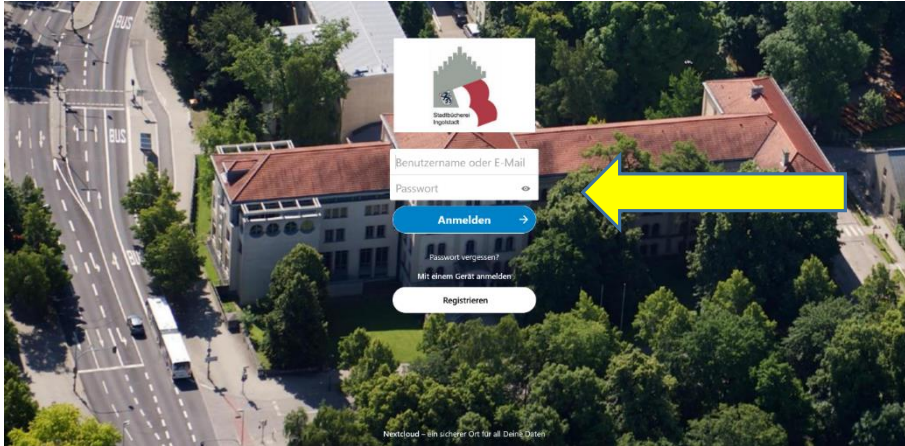 BUS
BUS
Stadtbücherei
Ingolstadt
Benutzername oder E-Mail
Passwort
Anmelden
Passwort vergessen?
Mit einem Gerät anmelden
Registrieren
Nextcloud – ein sicherer Ort für all Deine Daten